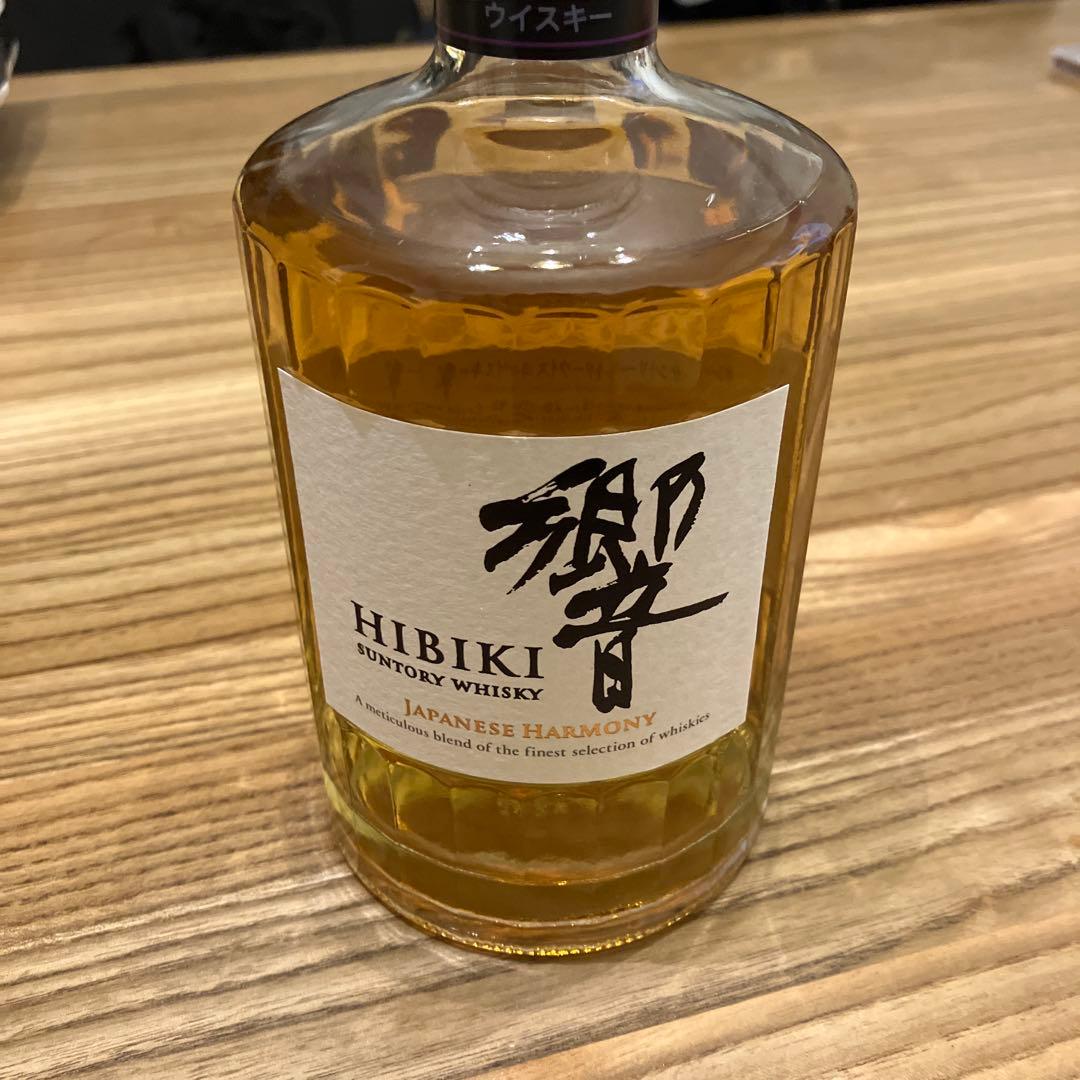 ウイスキー
響
HIBIKI
SUNTORY WHISKY
JAPANESE HARMONY
A meticulous blend of the finest selection of whiskies